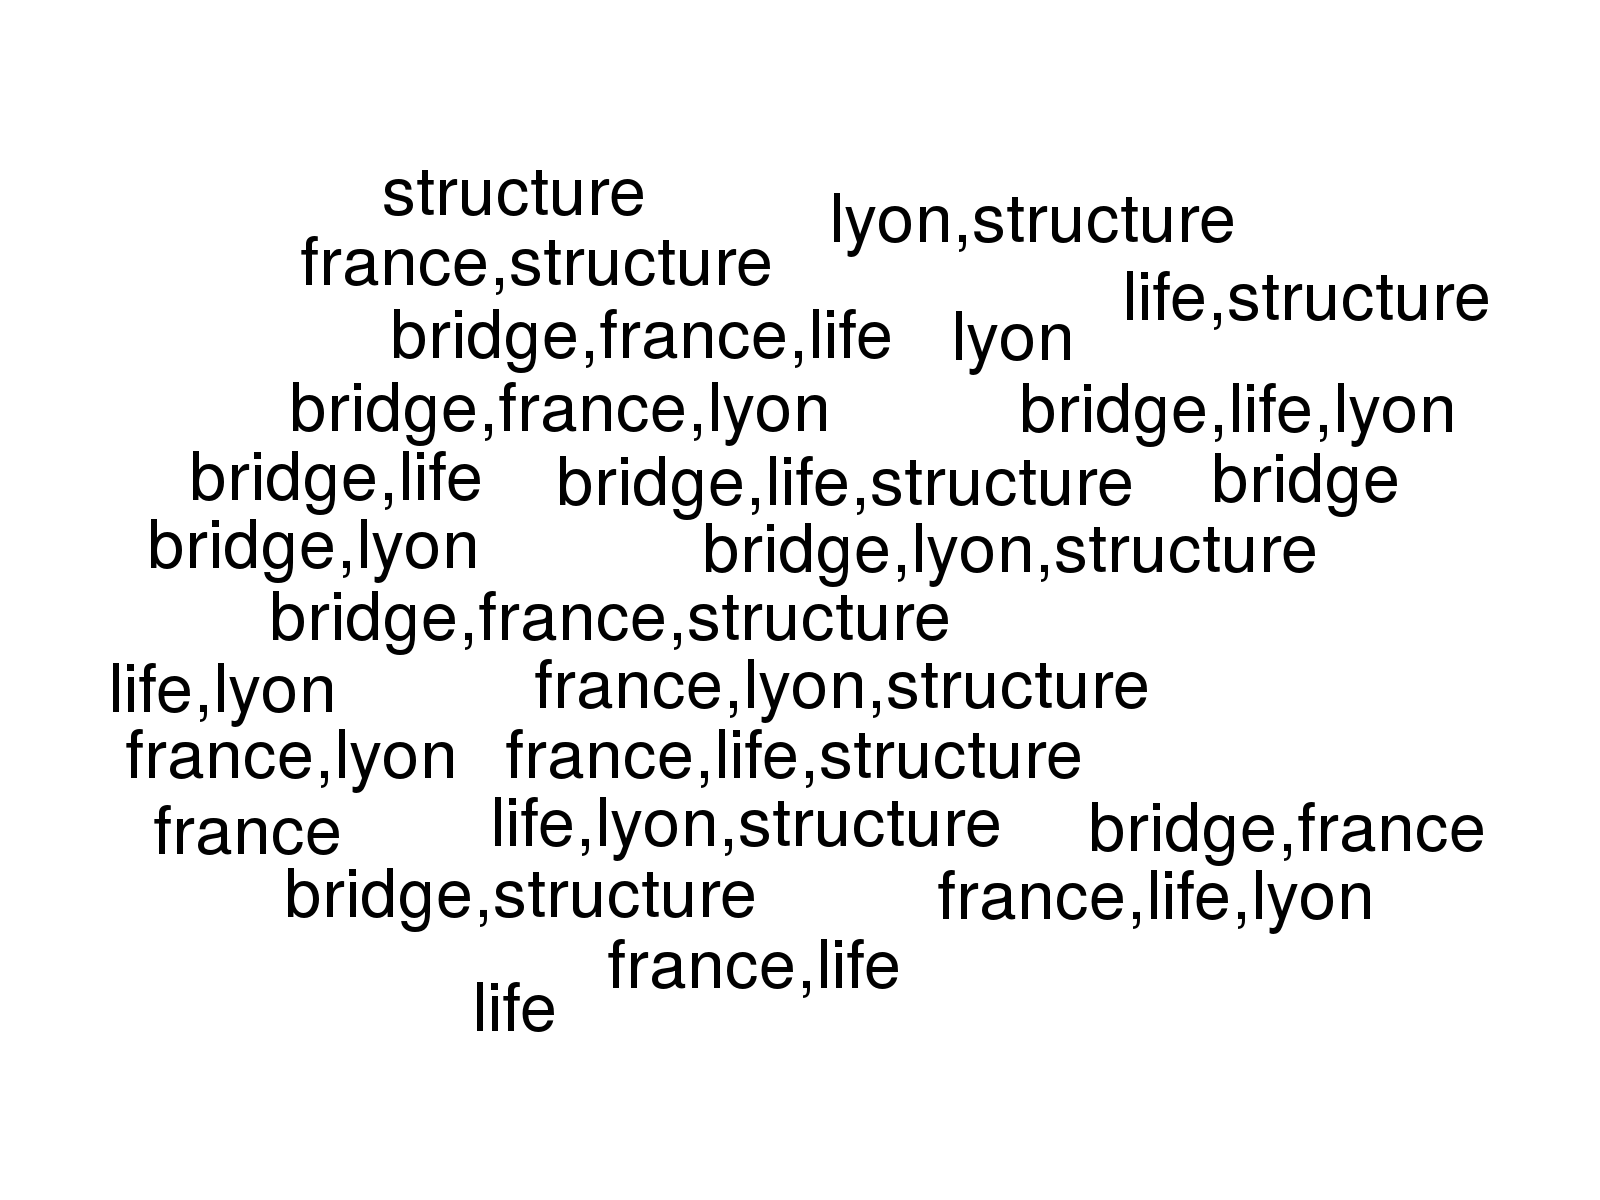 structure
lyon,structure
france,structure
life,structure
bridge,france,life
lyon
bridge,france,lyon
bridge,life,lyon
bridge,life
bridge,life,structure
bridge
bridge,lyon
bridge,lyon,structure
bridge,france,structure
life,lyon
france,lyon,structure
france,lyon
france,life,structure
france
life,lyon,structure
bridge,france
bridge,structure
france,life,lyon
france,life
life